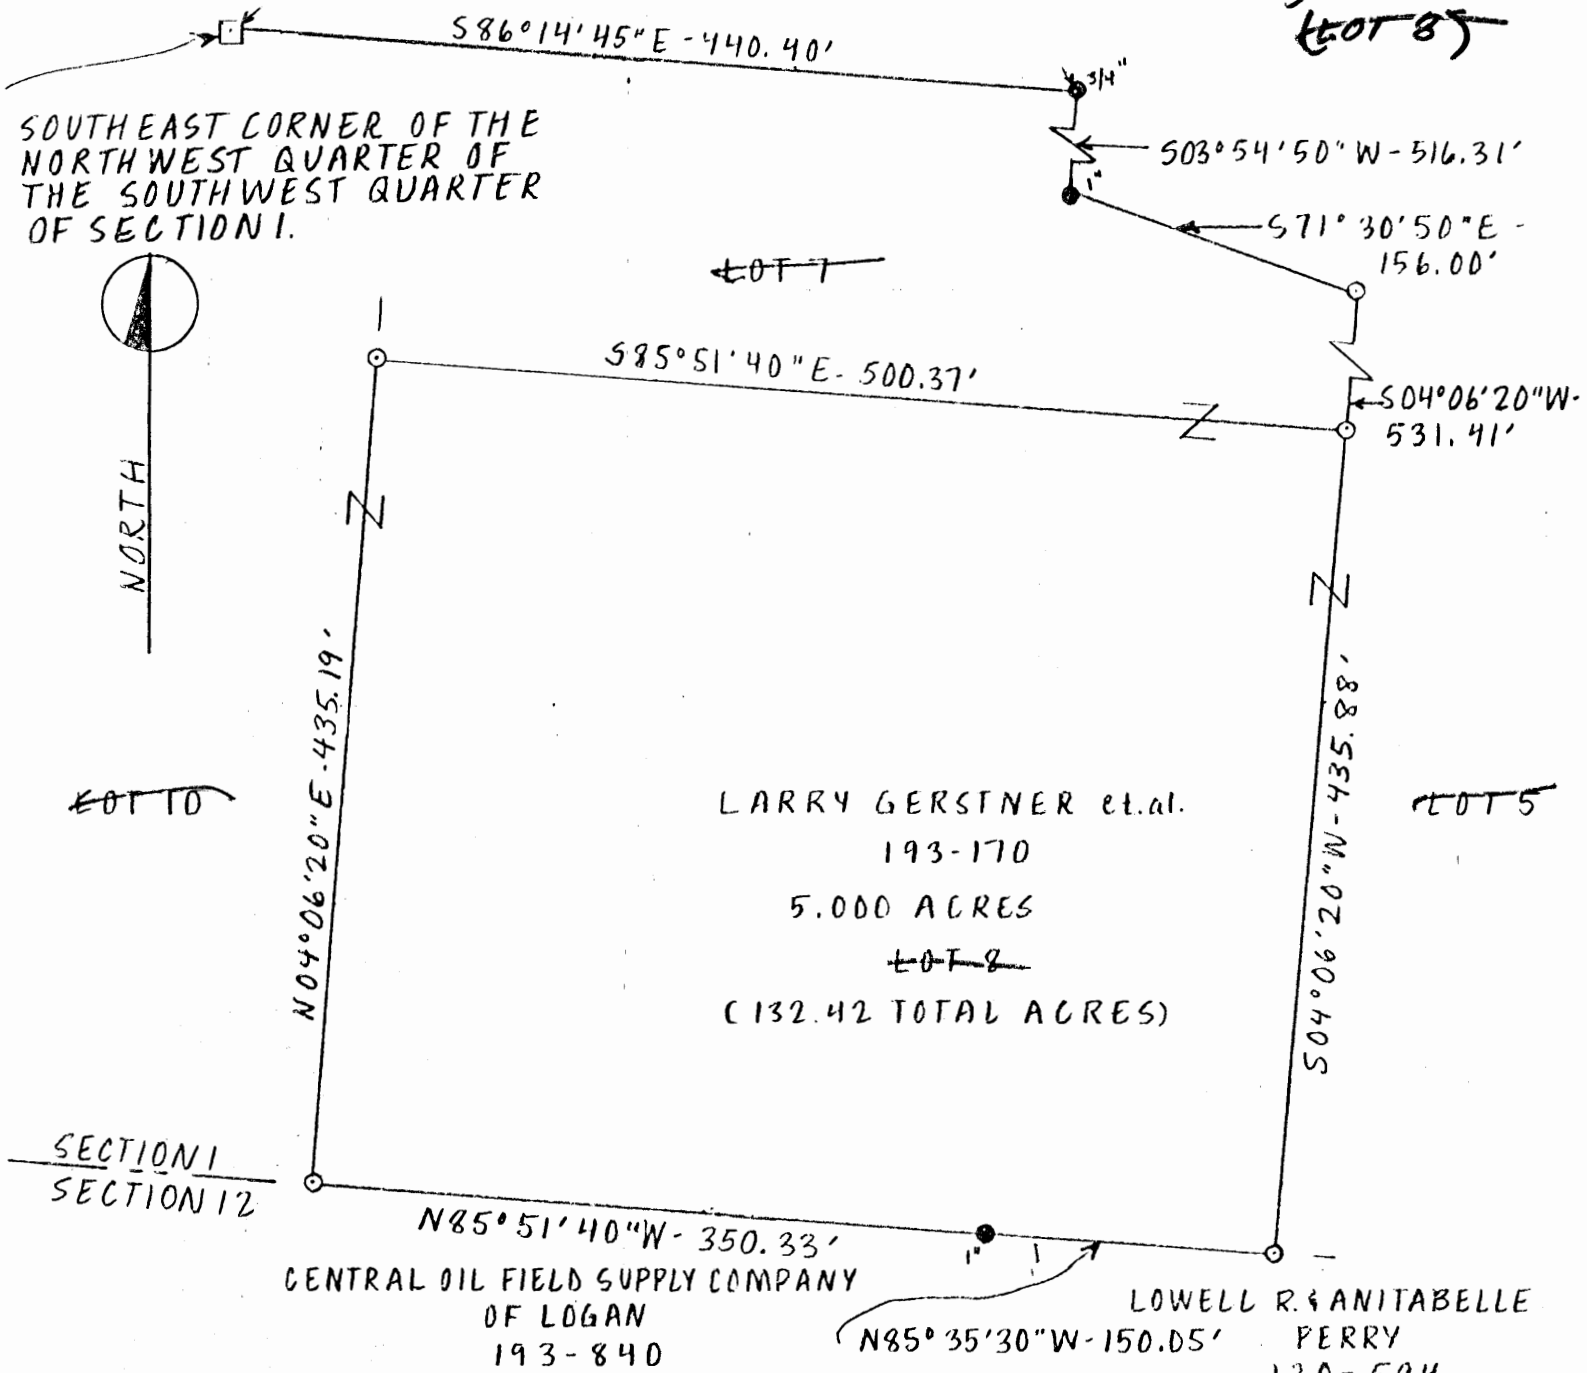 (LOT 8)
S86°14'45"E-440.40'
3/4"
SOUTHEAST CORNER OF THE
NORTHWEST QUARTER OF
THE SOUTHWEST QUARTER
OF SECTION 1.
S03°54'50"W-516.31'
1"
S71°30'50"E-
156.00'
LOT 7
S85°51'40"E-500.37'
S04°06'20"W-
531.41'
NORTH
N04°06'20"E-435.19'
S04°06'20"W-435.88'
LOT 10
LARRY GERSTNER et.al.
193-170
5.000 ACRES
LOT 8
(132.42 TOTAL ACRES)
LOT 5
SECTION 1
SECTION 12
N85°51'40"W-350.33'
1"
CENTRAL OIL FIELD SUPPLY COMPANY
OF LOGAN
193-840
N85°35'30"W-150.05'
LOWELL R. & ANITABELLE
PERRY